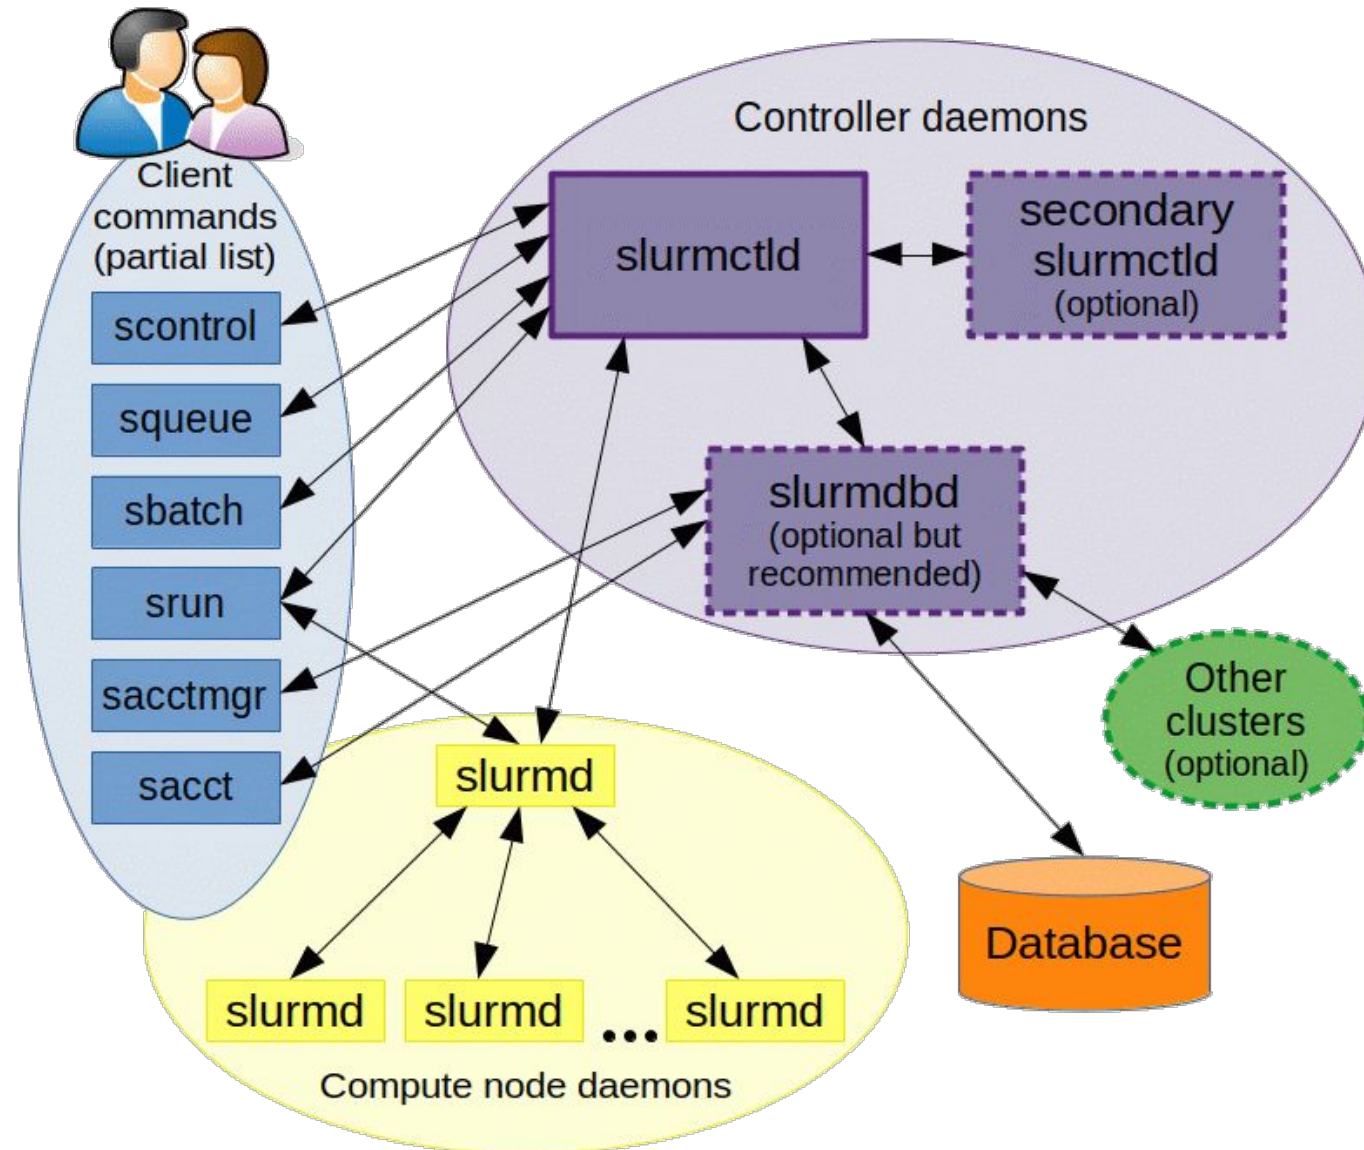 Client
commands
(partial list)
scontrol
squeue
sbatch
srun
sacctmgr
sacct
Controller daemons
slurmctld
secondary
slurmctld
(optional)
slurmdbd
(optional but
recommended)
Other
clusters
(optional)
Database
slurmd
slurmd
slurmd
...
slurmd
Compute node daemons